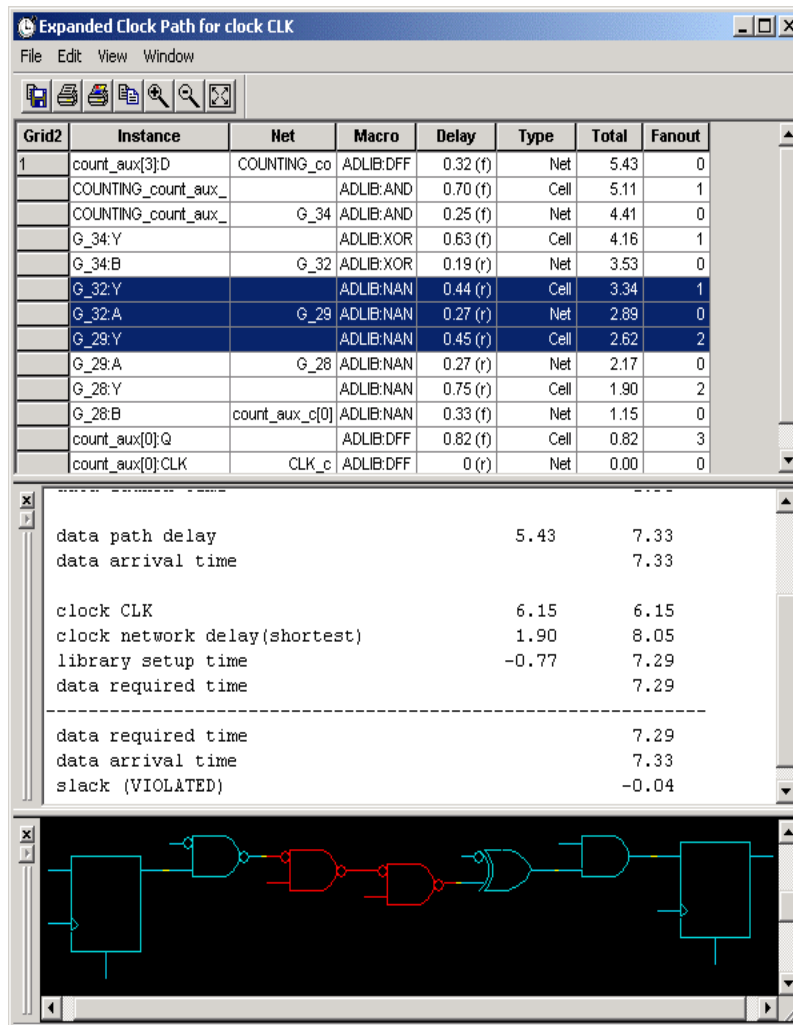 Expanded Clock Path for clock CLK
File Edit View Window
Grid2 Instance Net Macro Delay Type Total Fanout
1 count_aux[3]:D COUNTING_co ADLIB:DFF 0.32 (f) Net 5.43 0
COUNTING_count_aux_ ADLIB:AND 0.70 (f) Cell 5.11 1
COUNTING_count_aux_ G_34 ADLIB:AND 0.25 (f) Net 4.41 0
G_34:Y ADLIB:XOR 0.63 (f) Cell 4.16 1
G_34:B G_32 ADLIB:XOR 0.19 (r) Net 3.53 0
G_32:Y ADLIB:NAN 0.44 (r) Cell 3.34 1
G_32:A G_29 ADLIB:NAN 0.27 (r) Net 2.89 0
G_29:Y ADLIB:NAN 0.45 (r) Cell 2.62 2
G_29:A G_28 ADLIB:NAN 0.27 (r) Net 2.17 0
G_28:Y ADLIB:NAN 0.75 (r) Cell 1.90 2
G_28:B count_aux_c[0] ADLIB:NAN 0.33 (f) Net 1.15 0
count_aux[0]:Q ADLIB:DFF 0.82 (f) Cell 0.82 3
count_aux[0]:CLK CLK_c ADLIB:DFF 0 (r) Net 0.00 0
data path delay 5.43 7.33
data arrival time 7.33
clock CLK 6.15 6.15
clock network delay(shortest) 1.90 8.05
library setup time -0.77 7.29
data required time 7.29
data required time 7.29
data arrival time 7.33
slack (VIOLATED) -0.04